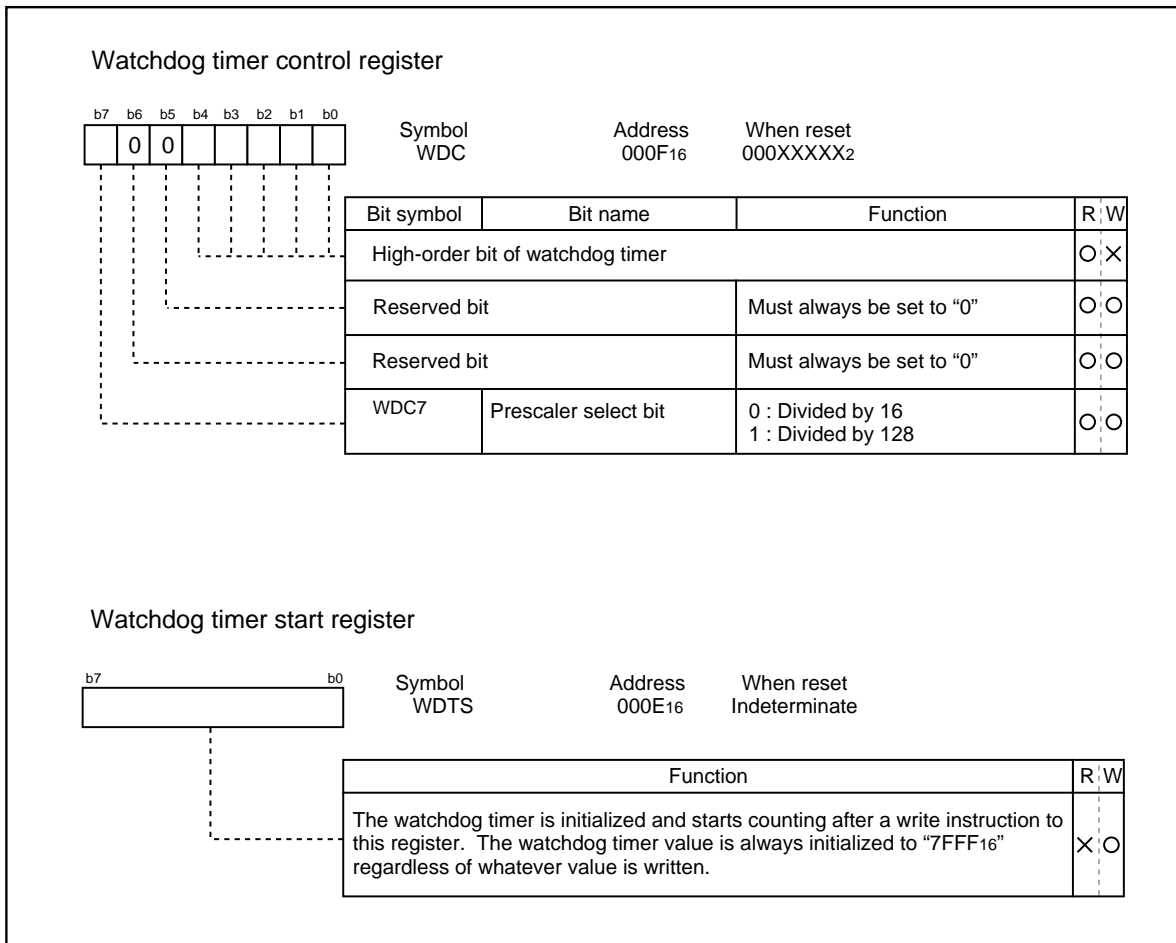 Watchdog timer control register
b7 b6 b5 b4 b3 b2 b1 b0
0 0
Symbol Address When reset
WDC 000F16 000XXXXX2
Bit symbol Bit name Function R W
High-order bit of watchdog timer O X
Reserved bit Must always be set to “0” O O
Reserved bit Must always be set to “0” O O
WDC7 Prescaler select bit 0 : Divided by 16
1 : Divided by 128 O O
Watchdog timer start register
b7 b0
Symbol Address When reset
WDTS 000E16 Indeterminate
Function R W
The watchdog timer is initialized and starts counting after a write instruction to
this register. The watchdog timer value is always initialized to “7FFF16” X O
regardless of whatever value is written.